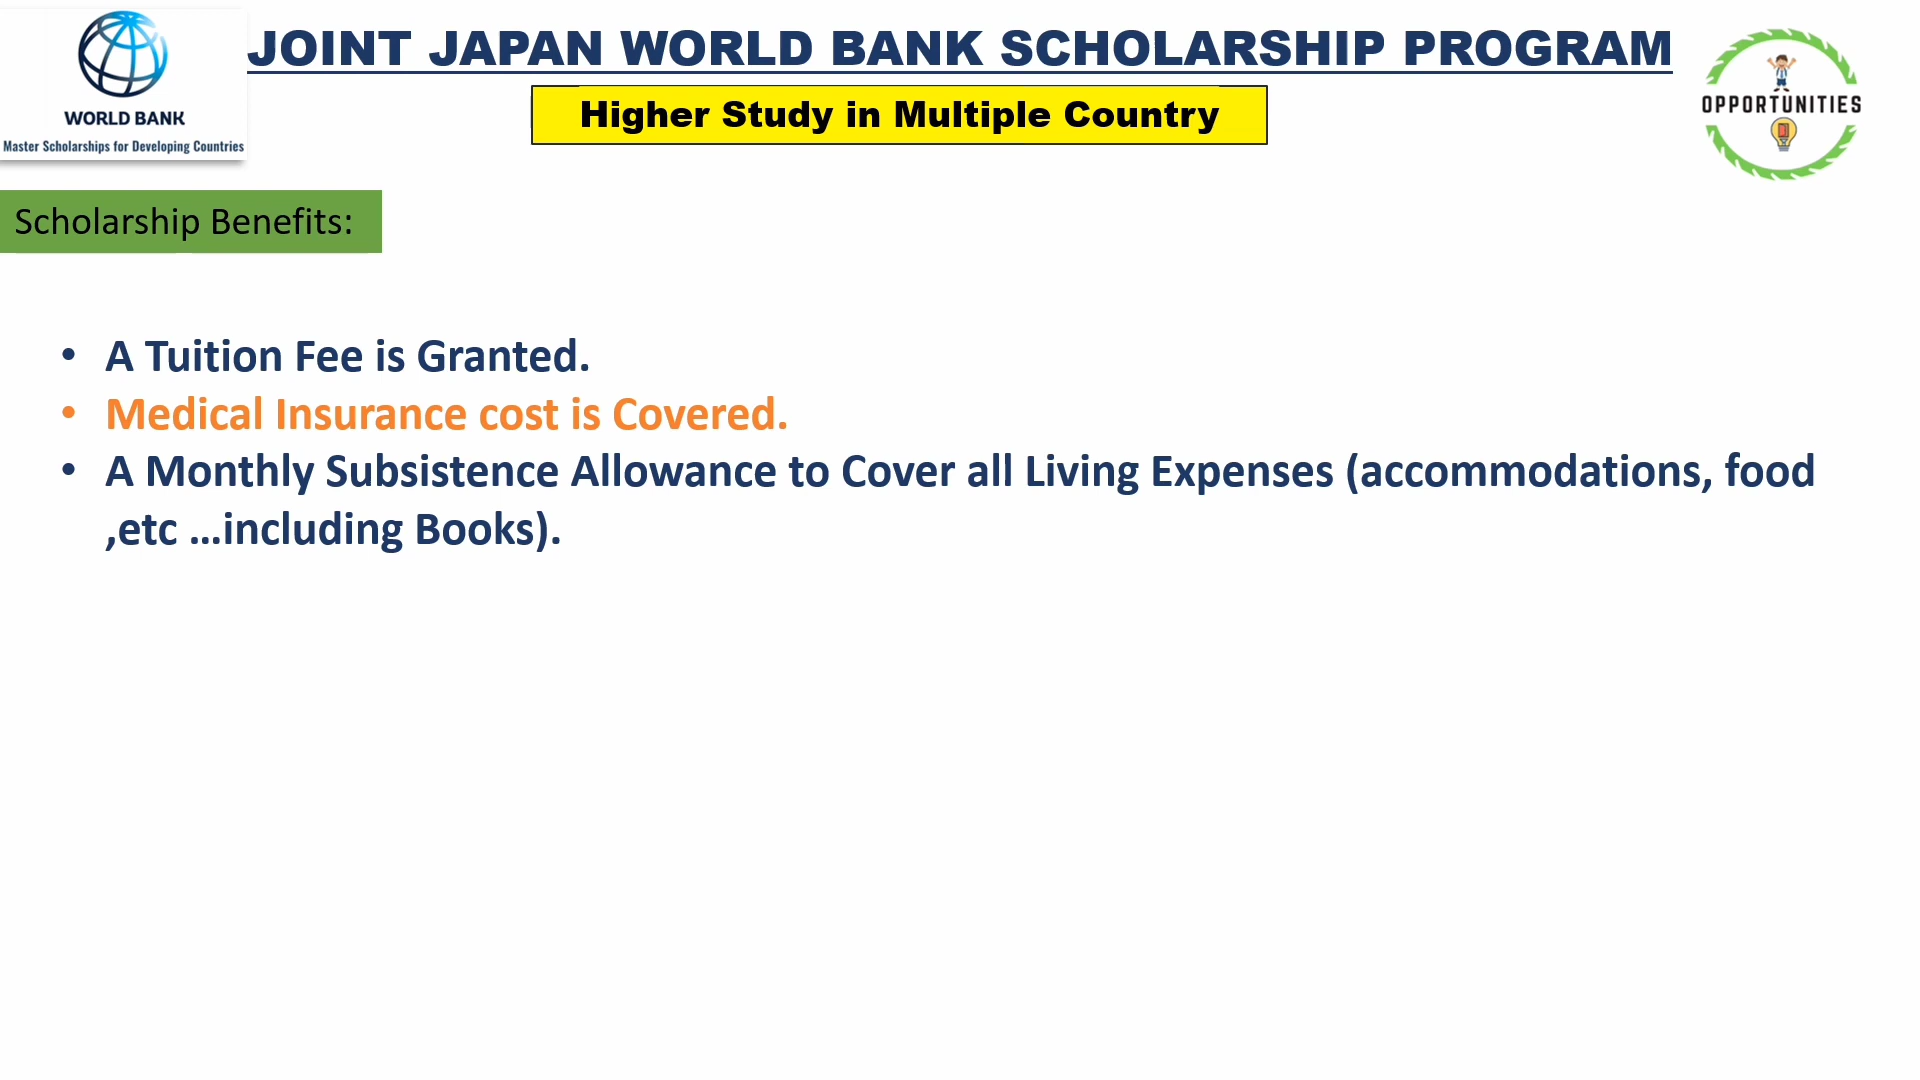 JOINT JAPAN WORLD BANK SCHOLARSHIP PROGRAM
Higher Study in Multiple Country
WORLD BANK
Master Scholarships for Developing Countries
OPPORTUNITIES
Scholarship Benefits:
• A Tuition Fee is Granted.
• Medical Insurance cost is Covered.
• A Monthly Subsistence Allowance to Cover all Living Expenses (accommodations, food
,etc ...including Books).